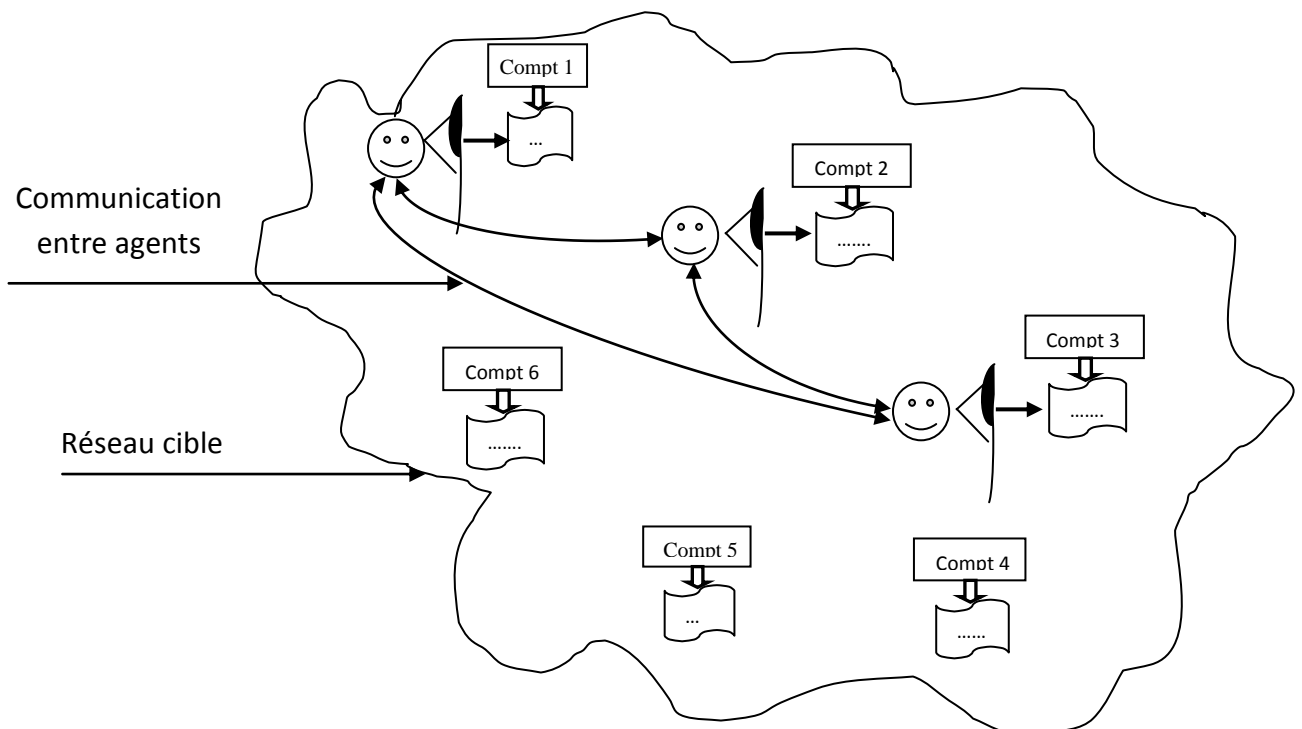 Compt 1
...
Compt 2
.......
Communication
entre agents
Compt 3
.......
Compt 6
.......
Réseau cible
Compt 5
...
Compt 4
......